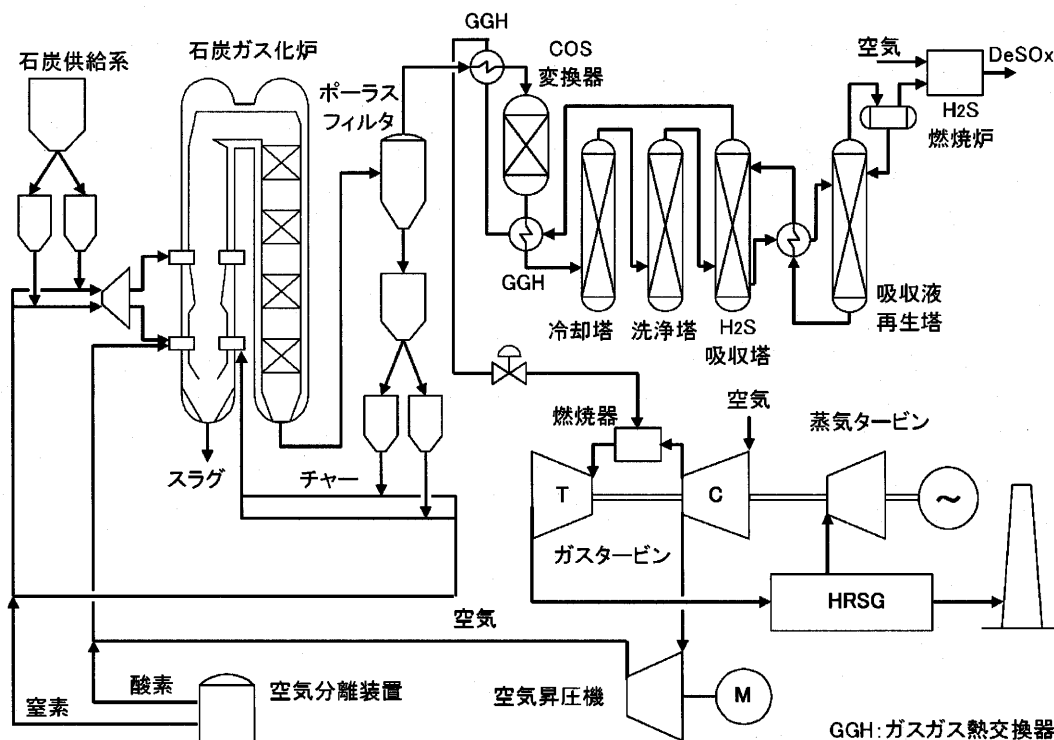 石炭供給系
石炭ガス化炉
ポーラス
フィルタ
GGH
COS
変換器
空気
DeSOx
H2S
燃焼炉
GGH
冷却塔
洗浄塔
H2S
吸収塔
吸収液
再生塔
スラグ
チャー
燃焼器
空気
蒸気タービン
T
C
~
ガスタービン
HRSG
空気
酸素
窒素
空気分離装置
空気昇圧機
M
GGH:ガスガス熱交換器